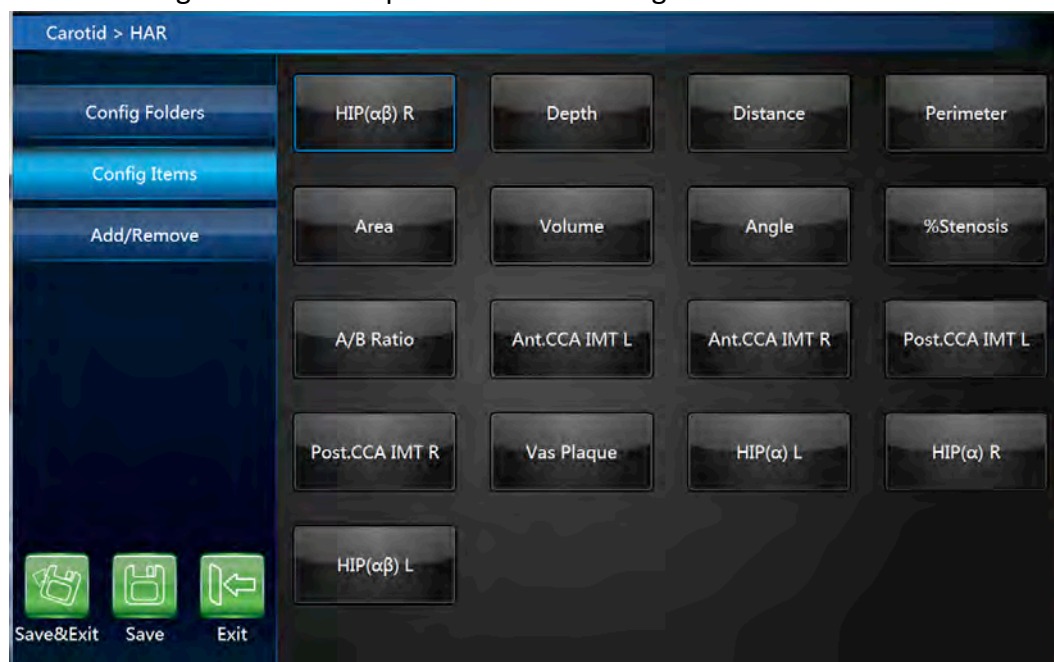 Carotid > HAR
Config Folders
Config Items
Add/Remove
HIP(αβ) R
Depth
Distance
Perimeter
Area
Volume
Angle
%Stenosis
A/B Ratio
Ant.CCA IMT L
Ant.CCA IMT R
Post.CCA IMT L
Post.CCA IMT R
Vas Plaque
HIP(α) L
HIP(α) R
HIP(αβ) L
Save&Exit
Save
Exit